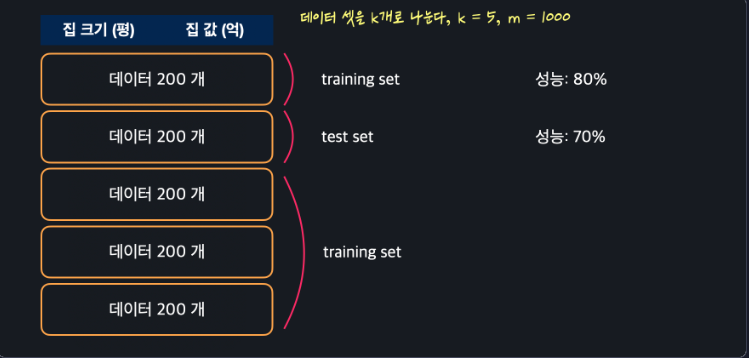 데이터 셋을 k개로 나눈다, k = 5, m = 1000
집 크기 (평) 집 값 (억)
데이터 200 개 training set 성능: 80%
데이터 200 개 test set 성능: 70%
데이터 200 개
데이터 200 개 training set
데이터 200 개